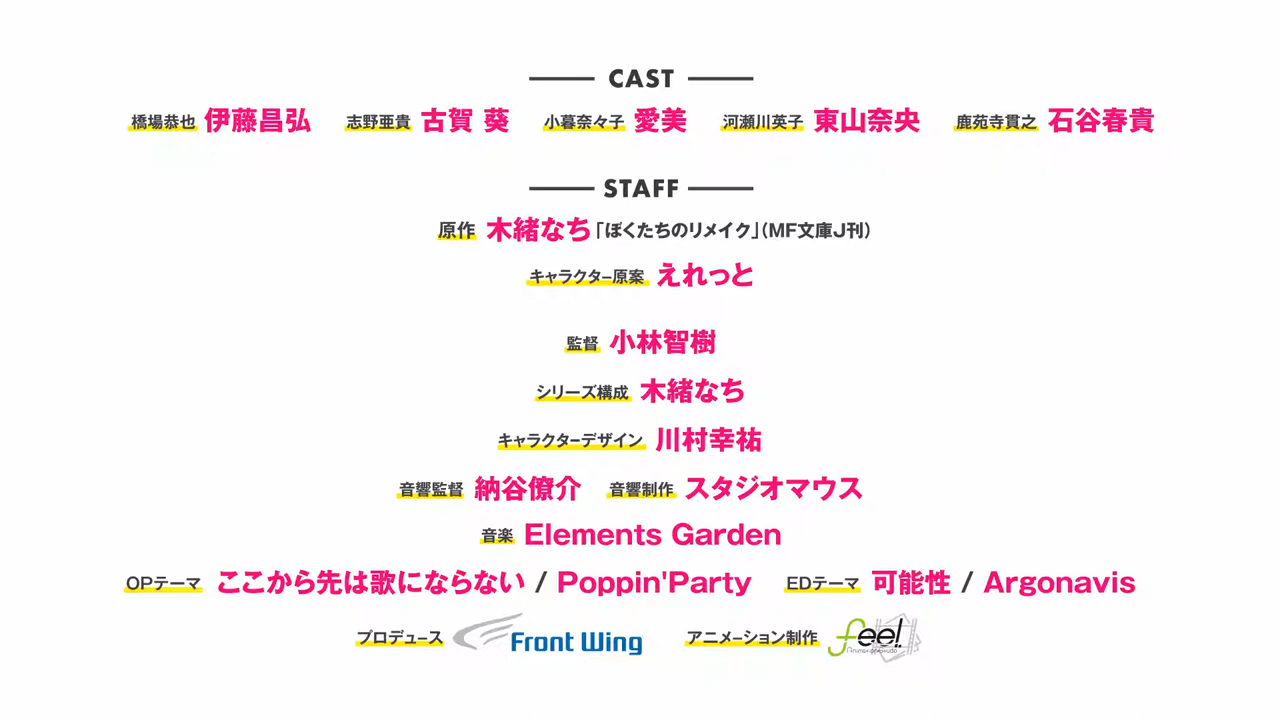 CAST
橋場恭也 伊藤昌弘 志野亜貴 古賀 葵 小暮奈々子 愛美 河瀬川英子 東山奈央 鹿苑寺貫之 石谷春貴
STAFF
原作 木緒なち「ぼくたちのリメイク」(MF文庫J刊)
キャラクター原案 えれっと
監督 小林智樹
シリーズ構成 木緒なち
キャラクターデザイン 川村幸祐
音響監督 納谷僚介 音響制作 スタジオマウス
音楽 Elements Garden
OPテーマ ここから先は歌にならない / Poppin'Party EDテーマ 可能性 / Argonavis
プロデュース Front Wing アニメーション制作 feel.